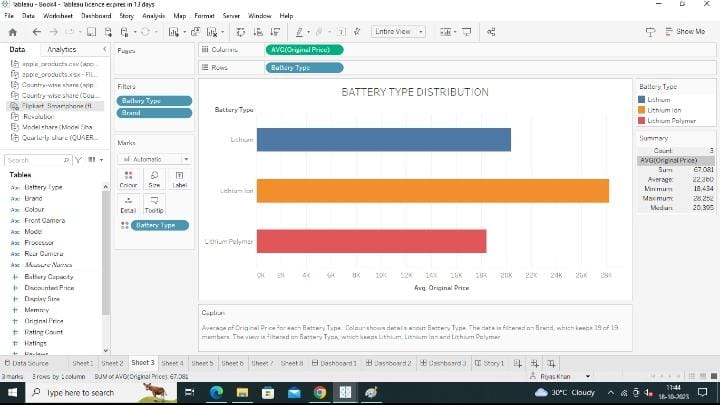 Tableau - Book4 - Tableau licence expires in 13 days
File Data Worksheet Dashboard Story Analysis Map Format Server Window Help
Entire View
Show Me
Data Analytics
apple_products.csv (app...
apple_products.xlsx - Fli...
Country-wise share (app...
Country-wise share (Cou...
Flipkart_Smartphone (fl...
iRevolution
Model share (Model Sha...
Quarterly-share (QUAER...
Search
Tables
Abc Battery Type
Abc Brand
Abc Colour
Abc Front Camera
Abc Model
Abc Processor
Abc Rear Camera
Abc Measure Names
# Battery Capacity
# Discounted Price
# Display Size
# Memory
# Original Price
# Rating Count
# Ratings
# Reviews
Pages
Filters
Battery Type
Brand
Marks
Automatic
Colour Size Label
Detail Tooltip
Battery Type
Columns AVG(Original Price)
Rows Battery Type
BATTERY TYPE DISTRIBUTION
Battery Type
Lithium
Lithium Ion
Lithium Polymer
0K 2K 4K 6K 8K 10K 12K 14K 16K 18K 20K 22K 24K 26K 28K
Avg. Original Price
Caption
Average of Original Price for each Battery Type. Colour shows details about Battery Type. The data is filtered on Brand, which keeps 19 of 19
members. The view is filtered on Battery Type, which keeps Lithium, Lithium Ion and Lithium Polymer.
Battery Type
Lithium
Lithium Ion
Lithium Polymer
Summary
Count: 3
AVG(Original Price)
Sum: 67,081
Average: 22,360
Minimum: 18,434
Maximum: 28,252
Median: 20,395
Data Source Sheet 1 Sheet 2 Sheet 3 Sheet 4 Sheet 5 Sheet 6 Sheet 7 Sheet 8 Dashboard 1 Dashboard 2 Dashboard 3 Story 1
3 marks 3 rows by 1 column SUM of AVG(Original Price): 67,081
Riyas Khan
Type here to search
30°C Cloudy
11:44
18-10-2023